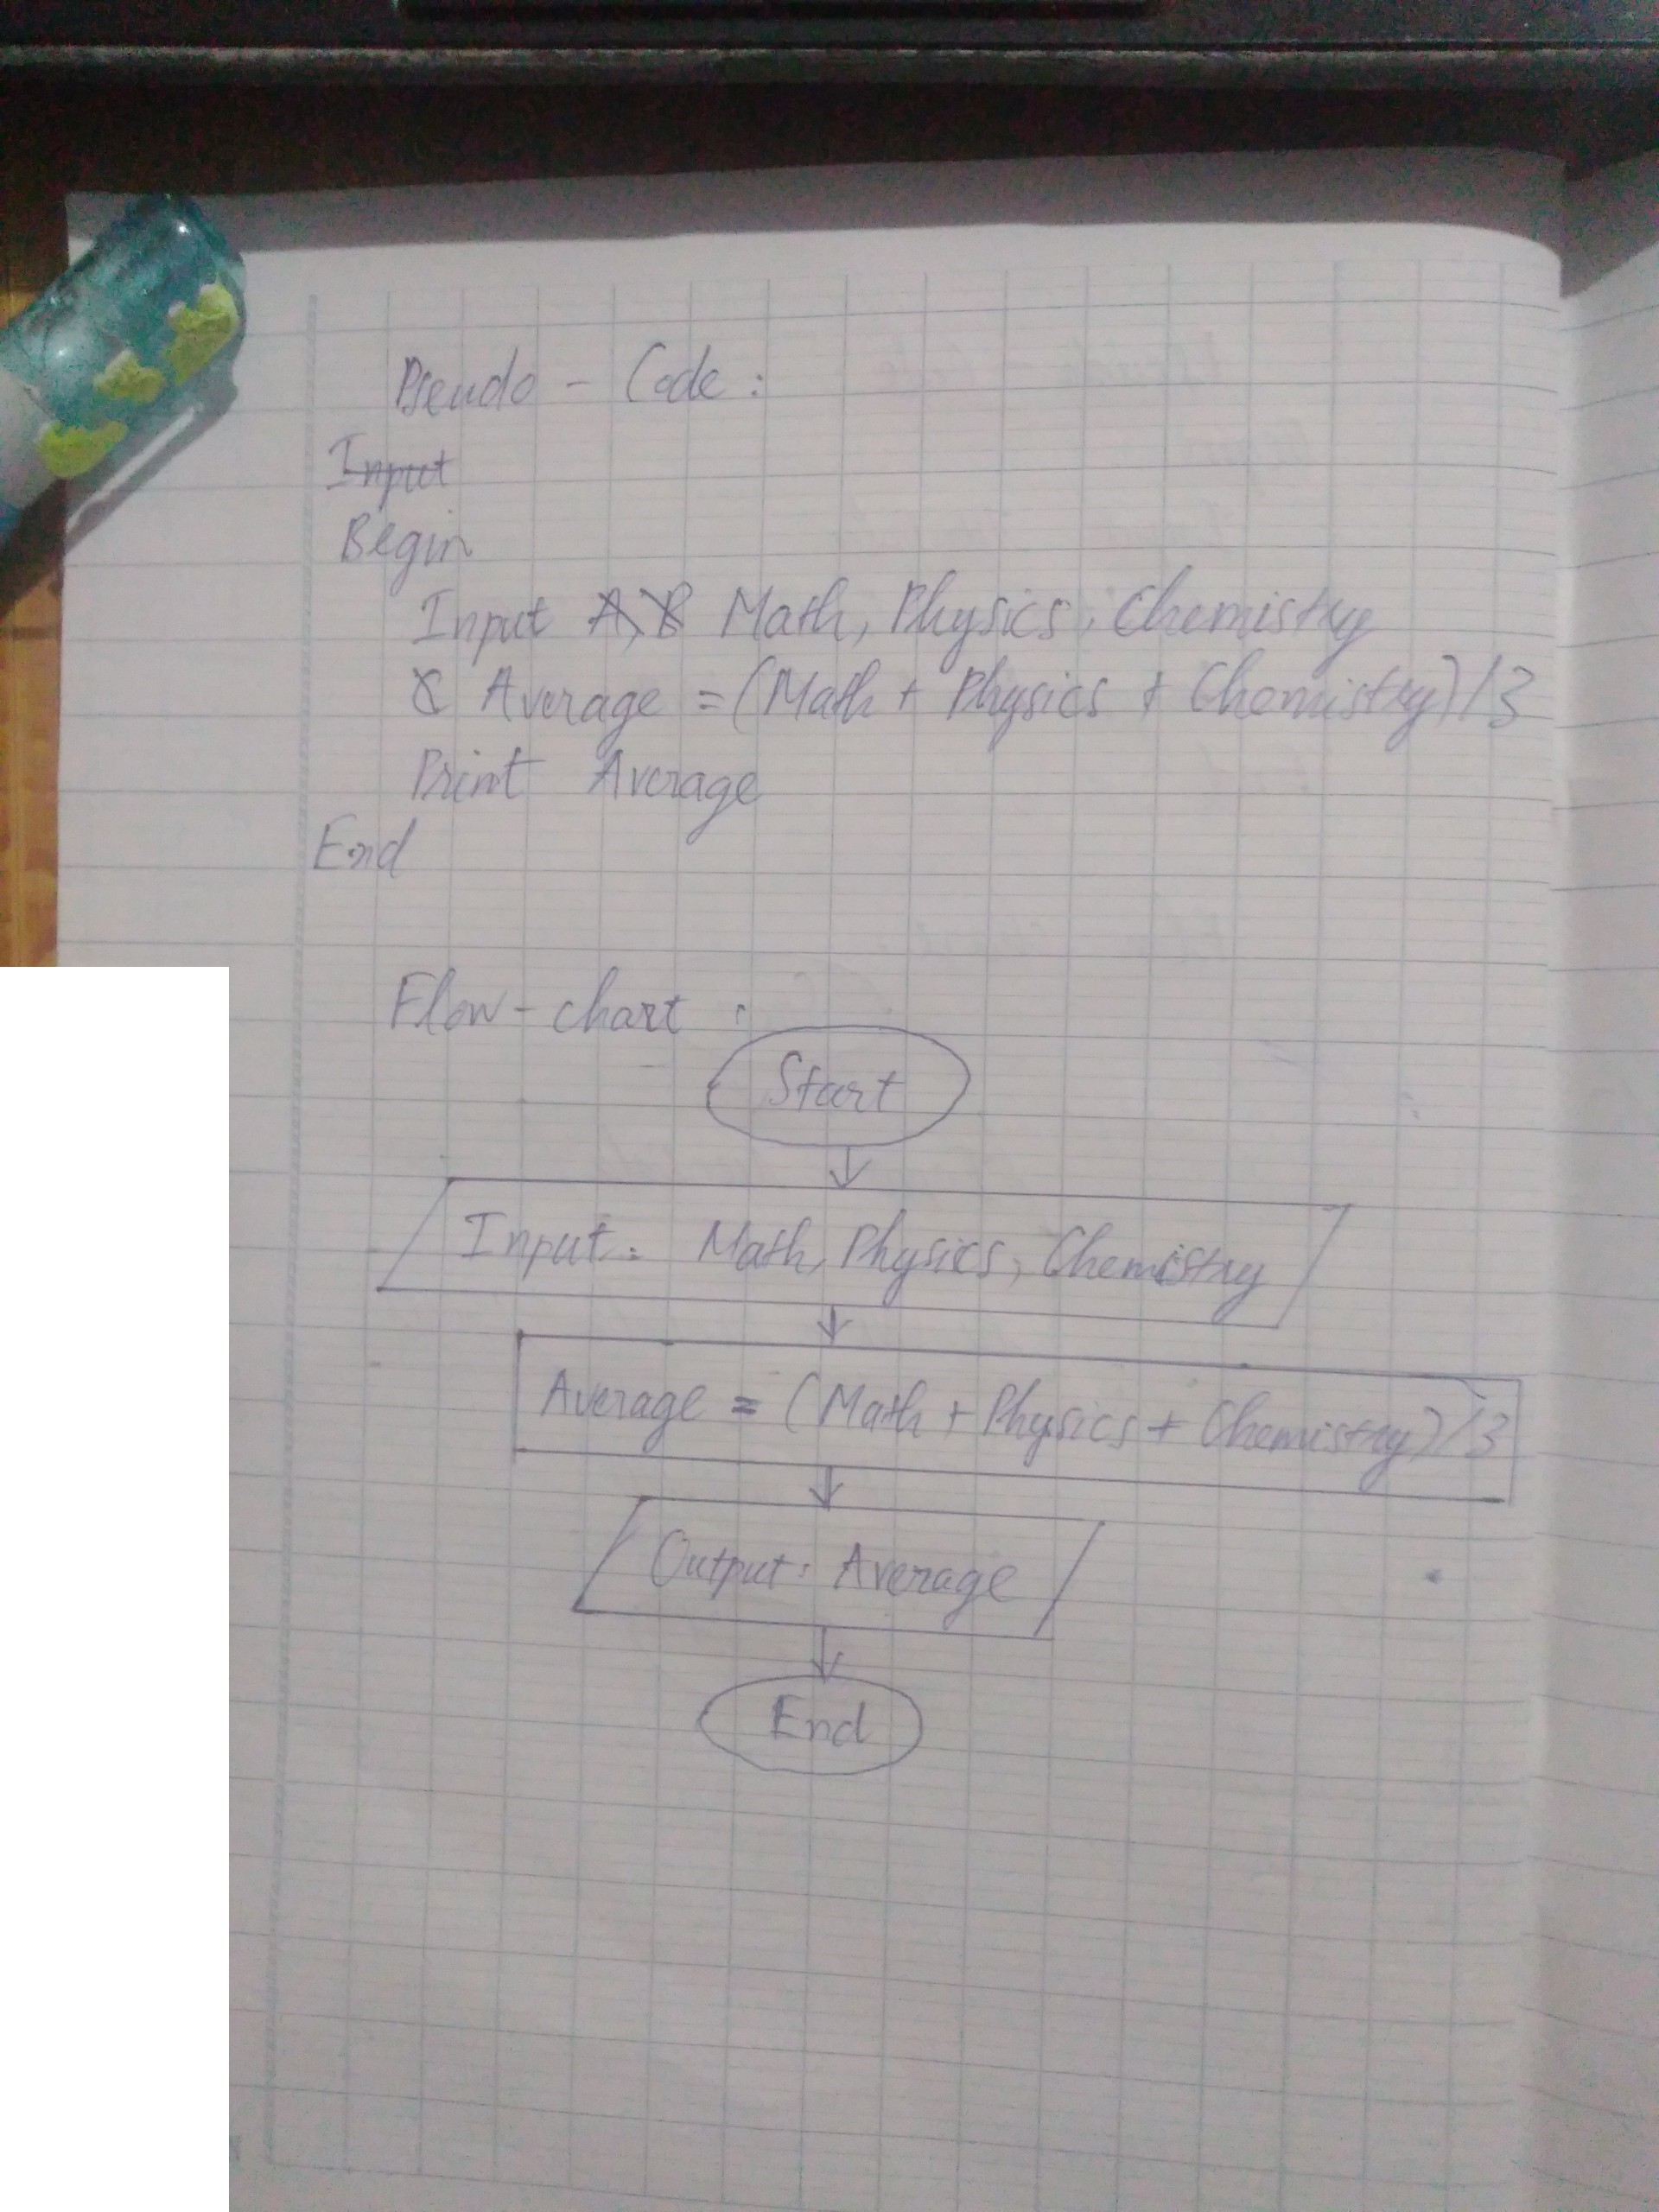 Pseudo - Code :
Input
Begin
Input A, B Math, Physics, Chemistry
C Average = (Math + Physics + Chemistry) / 3
Print Average
End
Flow - chart :
Start
Input : Math, Physics, Chemistry
Average = (Math + Physics + Chemistry) / 3
Output : Average
End